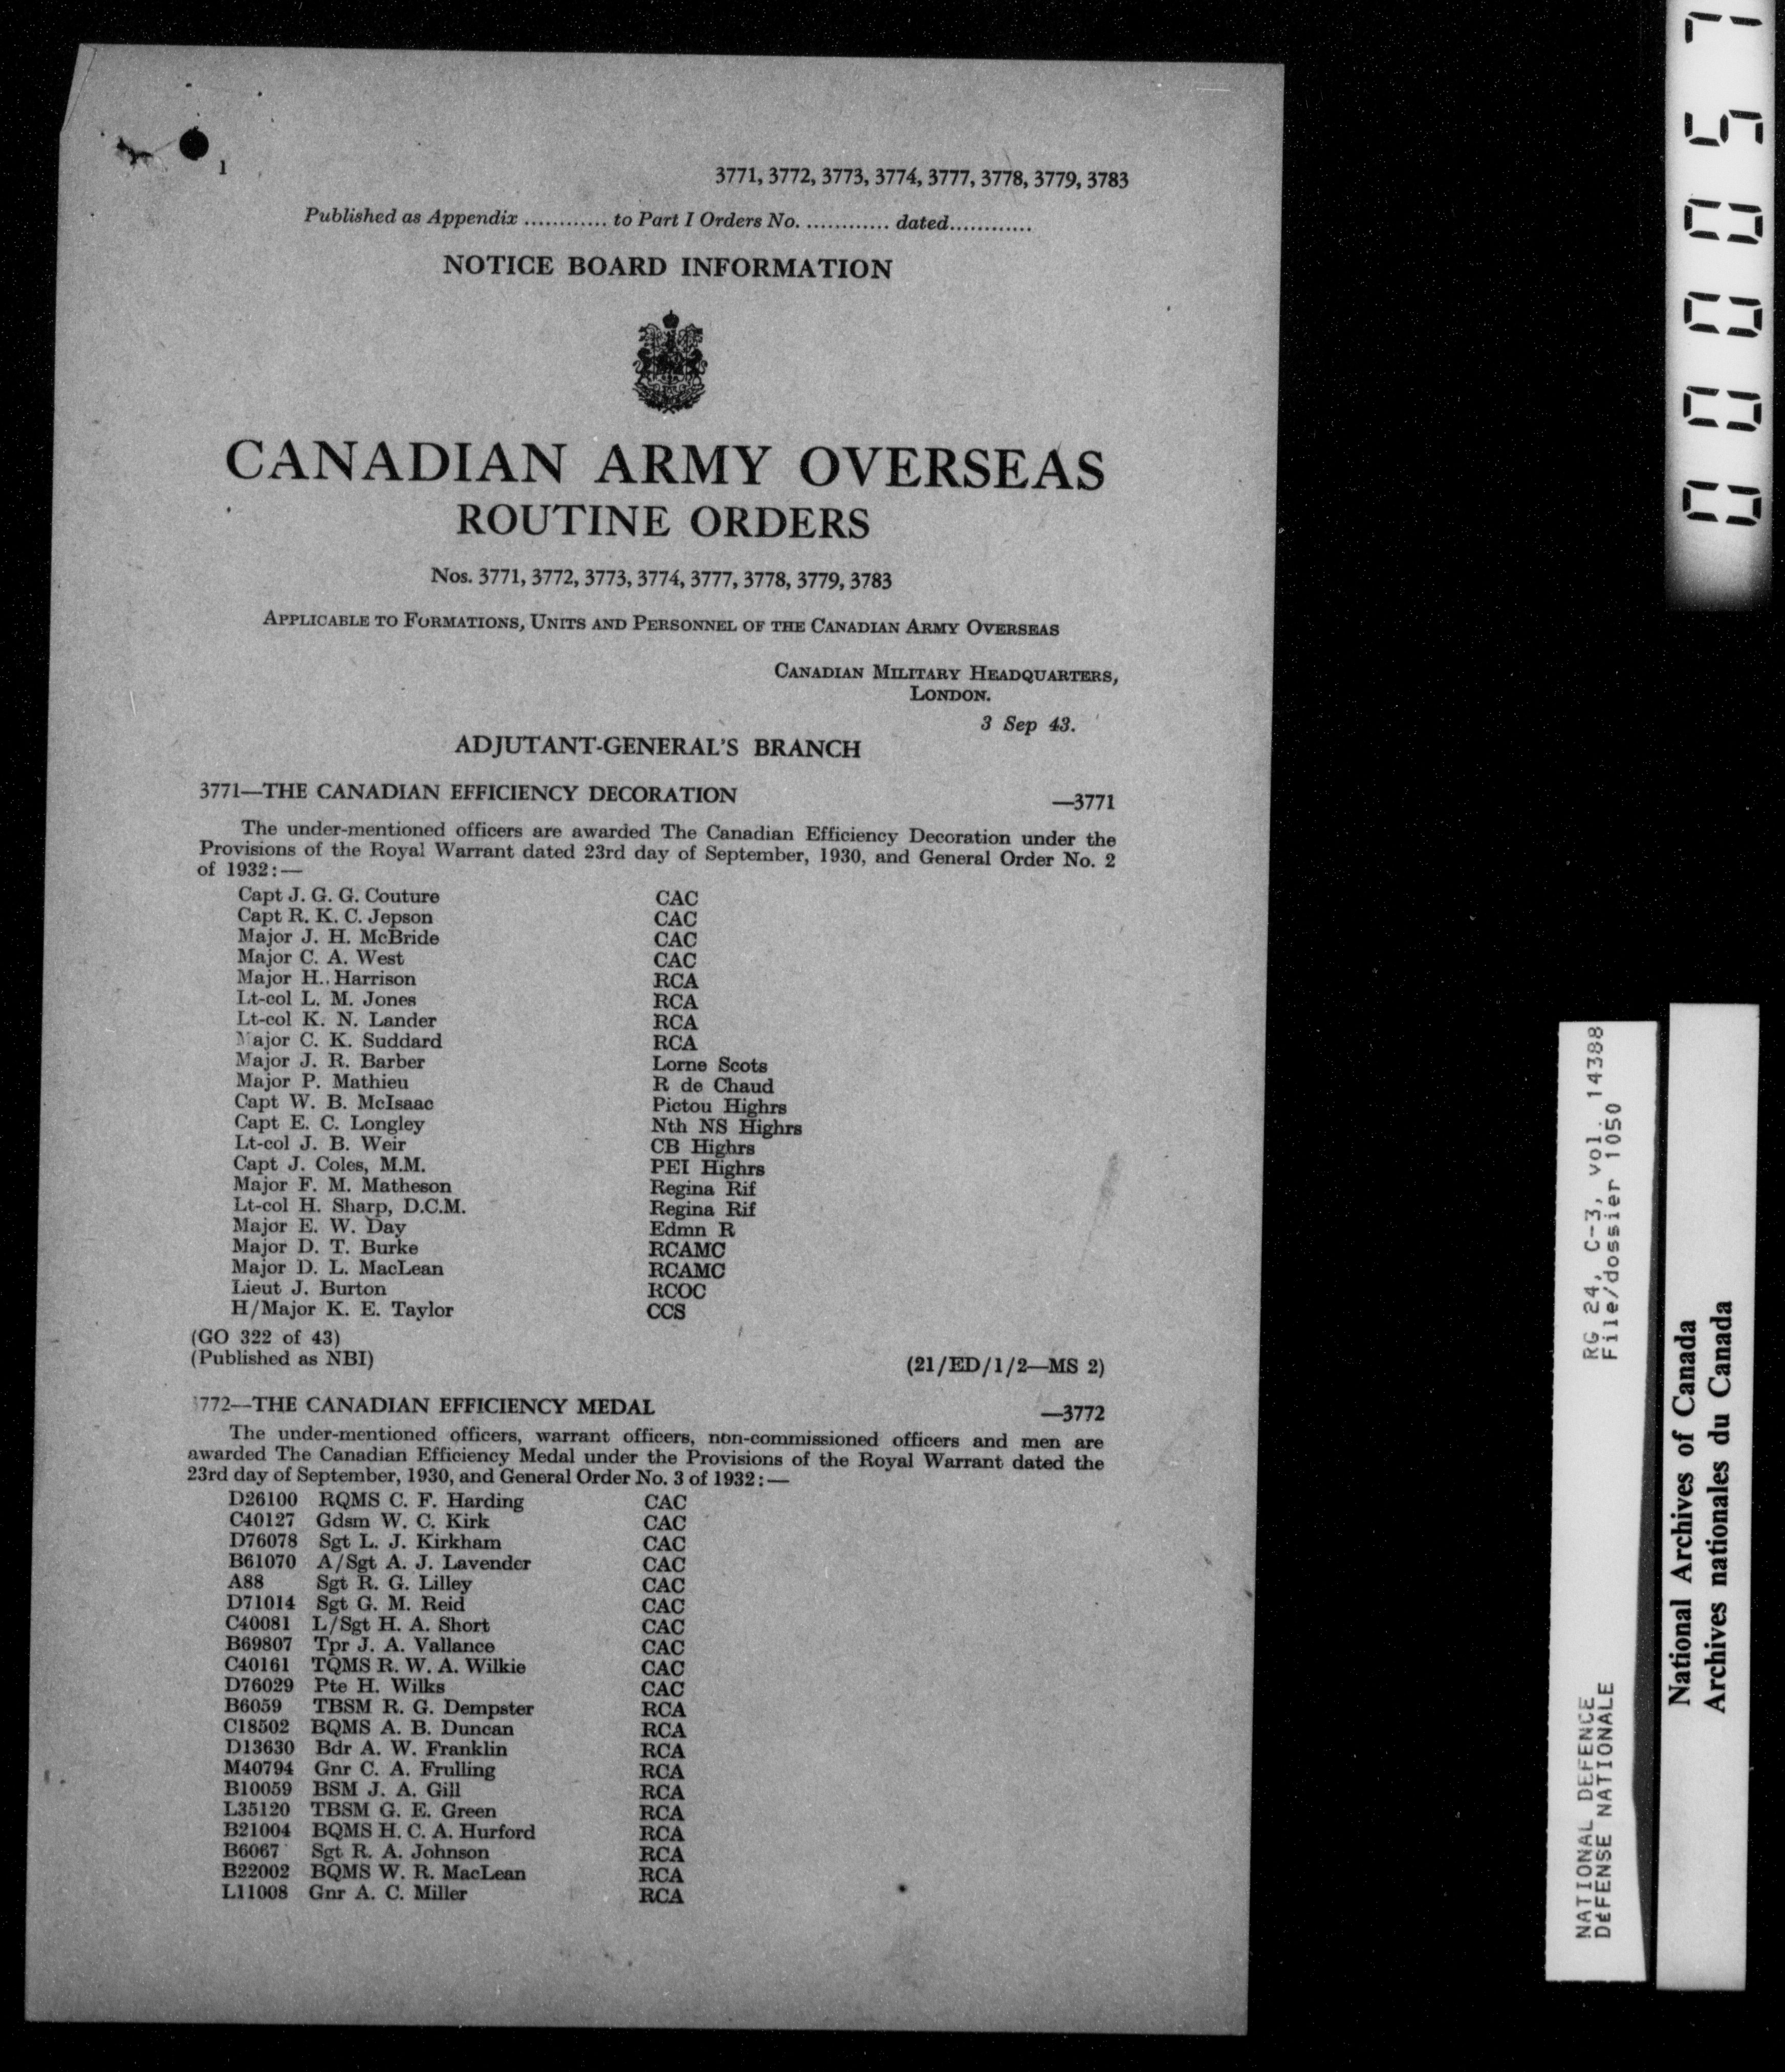 1
3771, 3772, 3773, 3774, 3777, 3778, 3779, 3783
Published as Appendix ............ to Part I Orders No. ............ dated............
NOTICE BOARD INFORMATION
CANADIAN ARMY OVERSEAS
ROUTINE ORDERS
Nos. 3771, 3772, 3773, 3774, 3777, 3778, 3779, 3783
APPLICABLE TO FORMATIONS, UNITS AND PERSONNEL OF THE CANADIAN ARMY OVERSEAS
CANADIAN MILITARY HEADQUARTERS,
LONDON.
3 Sep 43.
ADJUTANT-GENERAL'S BRANCH
3771—THE CANADIAN EFFICIENCY DECORATION —3771
The under-mentioned officers are awarded The Canadian Efficiency Decoration under the
Provisions of the Royal Warrant dated 23rd day of September, 1930, and General Order No. 2
of 1932:—
Capt J. G. G. Couture CAC
Capt R. K. C. Jepson CAC
Major J. H. McBride CAC
Major C. A. West CAC
Major H.. Harrison RCA
Lt-col L. M. Jones RCA
Lt-col K. N. Lander RCA
Major C. K. Suddard RCA
Major J. R. Barber Lorne Scots
Major P. Mathieu R de Chaud
Capt W. B. McIsaac Pictou Highrs
Capt E. C. Longley Nth NS Highrs
Lt-col J. B. Weir CB Highrs
Capt J. Coles, M.M. PEI Highrs
Major F. M. Matheson Regina Rif
Lt-col H. Sharp, D.C.M. Regina Rif
Major E. W. Day Edmn R
Major D. T. Burke RCAMC
Major D. L. MacLean RCAMC
Lieut J. Burton RCOC
H/Major K. E. Taylor CCS
(GO 322 of 43)
(Published as NBI) (21/ED/1/2—MS 2)
3772—THE CANADIAN EFFICIENCY MEDAL —3772
The under-mentioned officers, warrant officers, non-commissioned officers and men are
awarded The Canadian Efficiency Medal under the Provisions of the Royal Warrant dated the
23rd day of September, 1930, and General Order No. 3 of 1932:—
D26100 RQMS C. F. Harding CAC
C40127 Gdsm W. C. Kirk CAC
D76078 Sgt L. J. Kirkham CAC
B61070 A/Sgt A. J. Lavender CAC
A88 Sgt R. G. Lilley CAC
D71014 Sgt G. M. Reid CAC
C40081 L/Sgt H. A. Short CAC
B69807 Tpr J. A. Vallance CAC
C40161 TQMS R. W. A. Wilkie CAC
D76029 Pte H. Wilks CAC
B6059 TBSM R. G. Dempster RCA
C18502 BQMS A. B. Duncan RCA
D13630 Bdr A. W. Franklin RCA
M40794 Gnr C. A. Frulling RCA
B10059 BSM J. A. Gill RCA
L35120 TBSM G. E. Green RCA
B21004 BQMS H. C. A. Hurford RCA
B6067 Sgt R. A. Johnson RCA
B22002 BQMS W. R. MacLean RCA
L11008 Gnr A. C. Miller RCA
000057
NATIONAL DEFENCE RG 24, C-3, vol. 14388
DÉFENSE NATIONALE File/dossier 1050
National Archives of Canada
Archives nationales du Canada